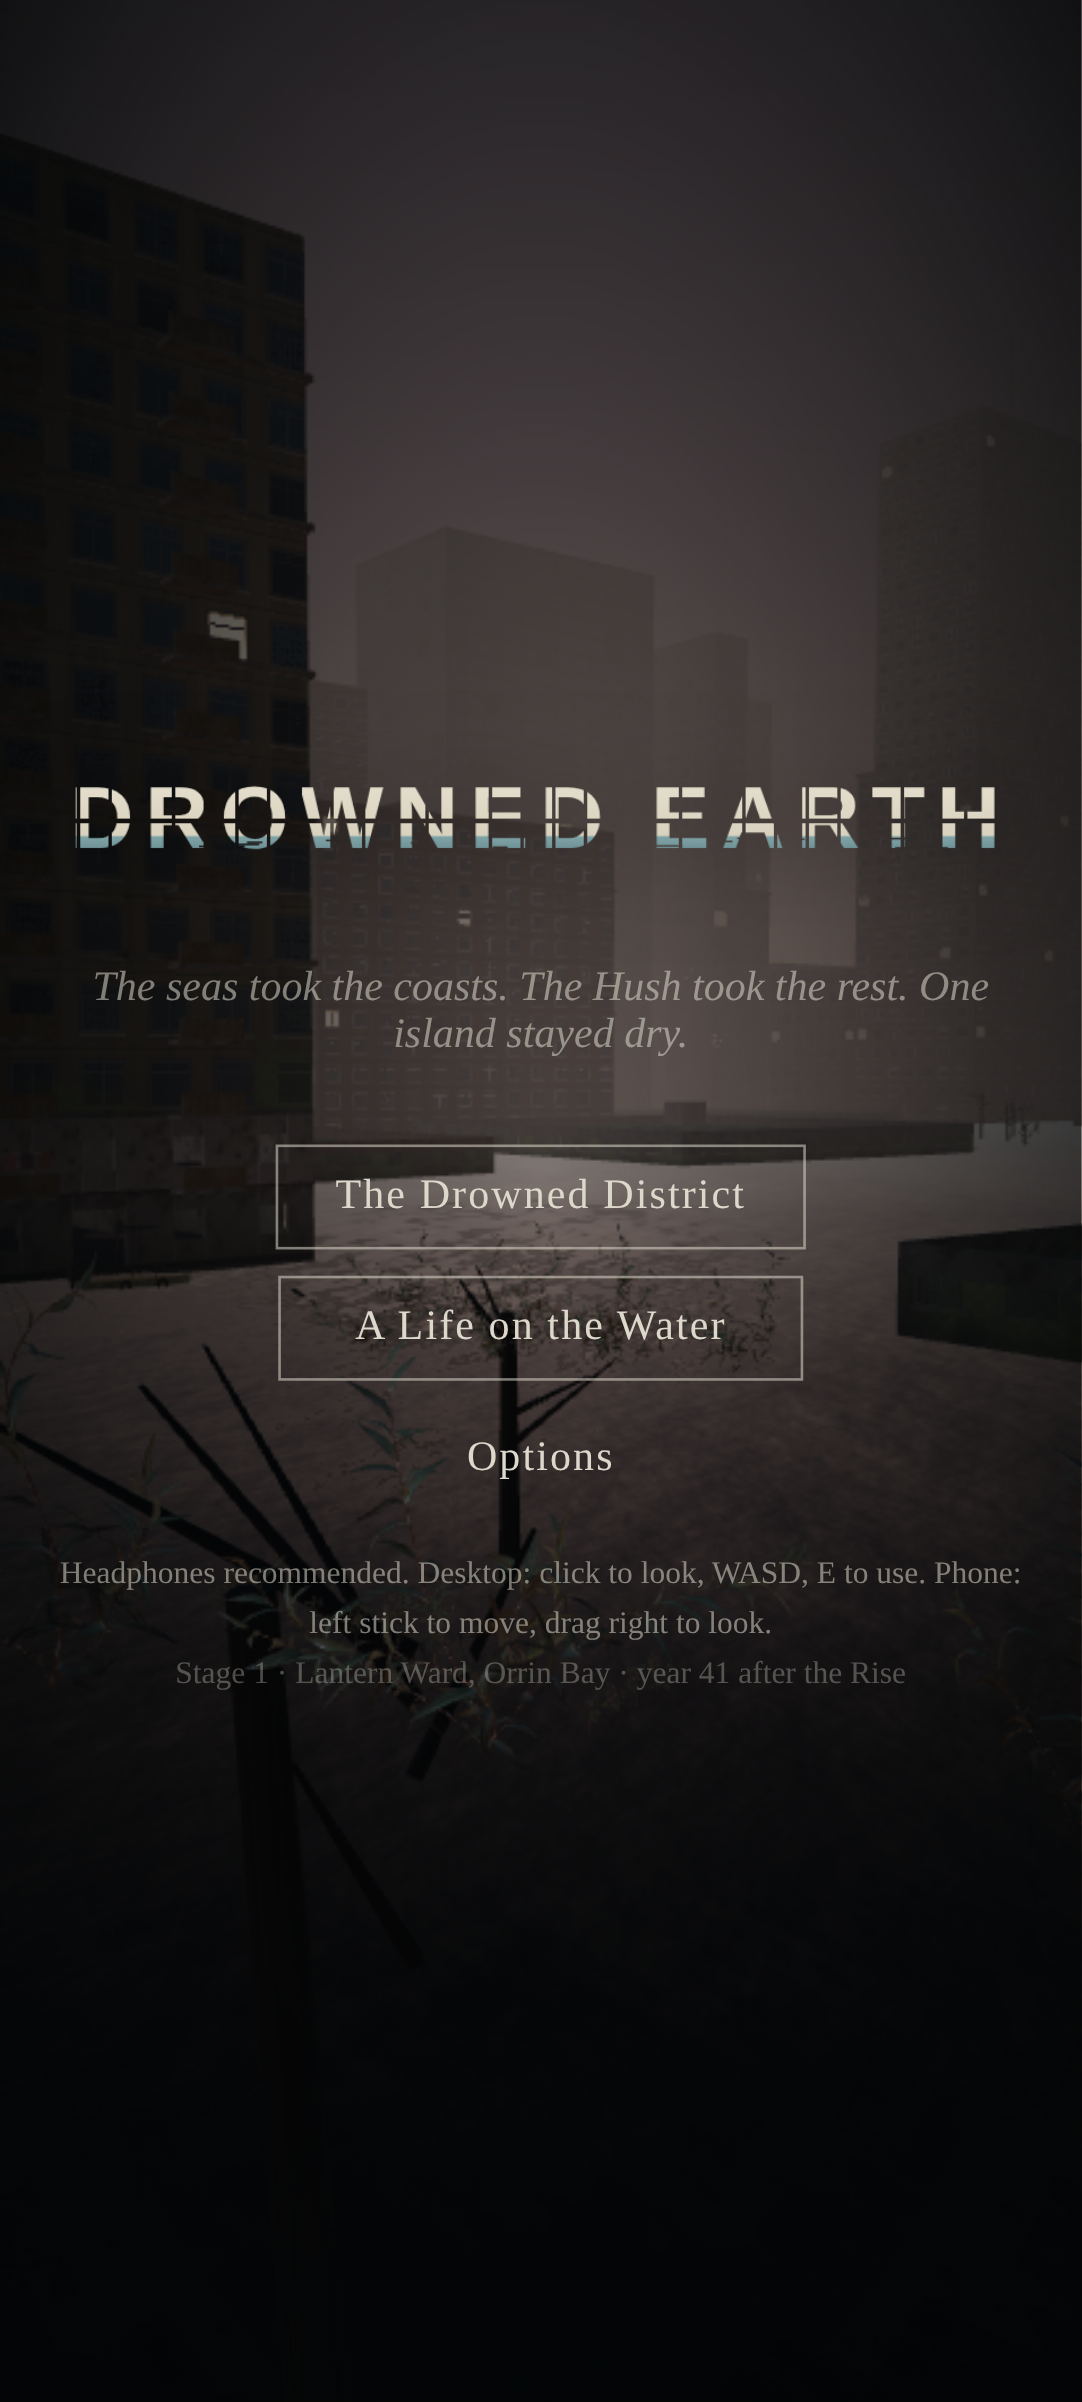 DROWNED EARTH
The seas took the coasts. The Hush took the rest. One
island stayed dry.
The Drowned District
A Life on the Water
Options
Headphones recommended. Desktop: click to look, WASD, E to use. Phone:
left stick to move, drag right to look.
Stage 1 · Lantern Ward, Orrin Bay · year 41 after the Rise